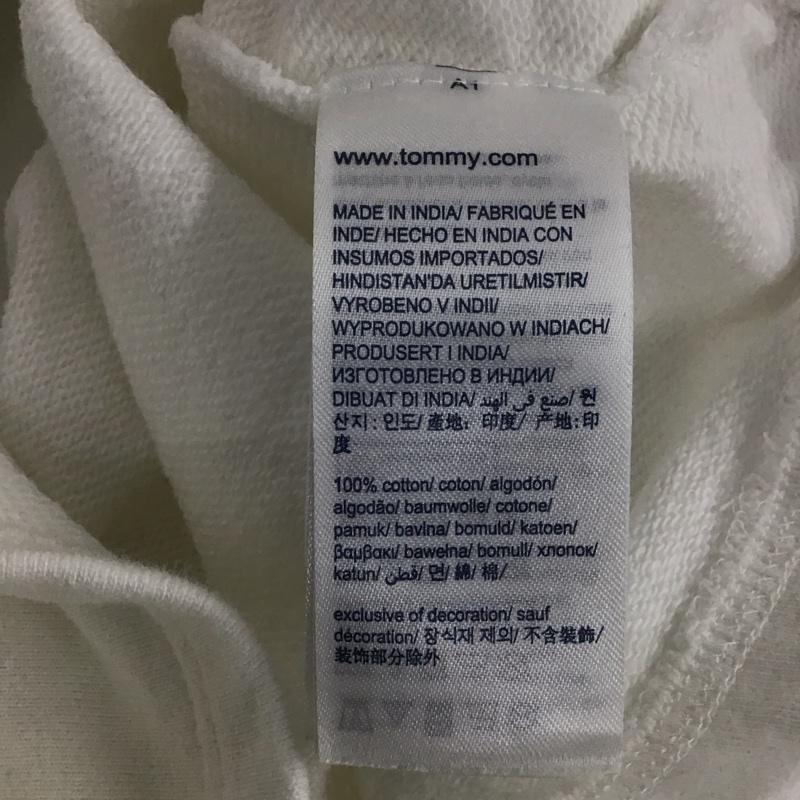 www.tommy.com
MADE IN INDIA/ FABRIQUÉ EN
INDE/ HECHO EN INDIA CON
INSUMOS IMPORTADOS/
HINDISTAN'DA URETILMISTIR/
VYROBENO V INDII/
WYPRODUKOWANO W INDIACH/
PRODUSERT I INDIA/
ИЗГОТОВЛЕНО В ИНДИИ/
DIBUAT DI INDIA/ صنع في الهند/ 원
산지: 인도/ 產地: 印度/ 产地:印
度
100% cotton/ coton/ algodón/
algodão/ baumwolle/ cotone/
pamuk/ bavlna/ bomuld/ katoen/
βαμβακι/ bawełna/ bomull/ хлопок/
katun/ قطن/ 면/ 綿/ 棉/
exclusive of decoration/ sauf
décoration/ 장식재 제외/ 不含裝飾/
装饰部分除外